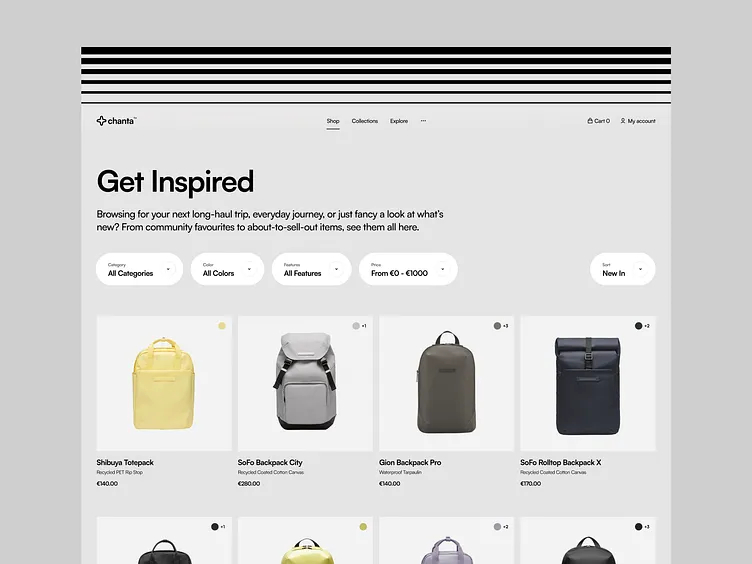 chanta™
Shop Collections Explore ···
Cart 0 My account
Get Inspired
Browsing for your next long-haul trip, everyday journey, or just fancy a look at what's
new? From community favourites to about-to-sell-out items, see them all here.
Category
All Categories
Color
All Colors
Features
All Features
Price
From €0 - €1000
Sort
New In
+1
+3
+2
Shibuya Totepack
Recycled PET Rip Stop
€140.00
SoFo Backpack City
Recycled Coated Cotton Canvas
€280.00
Gion Backpack Pro
Waterproof Tarpaulin
€140.00
SoFo Rolltop Backpack X
Recycled Coated Cotton Canvas
€170.00
+1
+2
+3